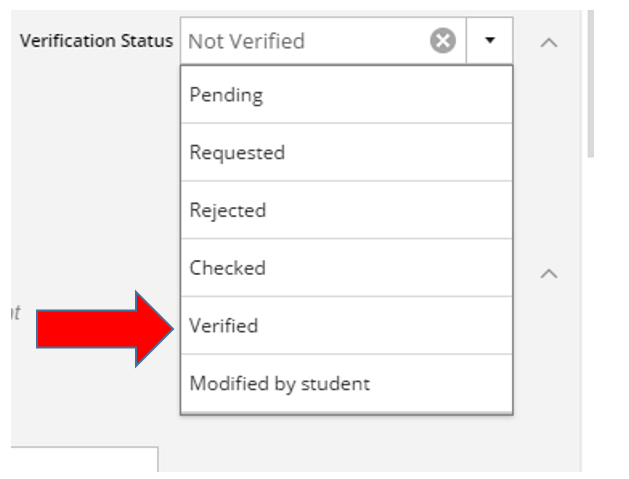 Verification Status Not Verified
Pending
Requested
Rejected
Checked
Verified
Modified by student